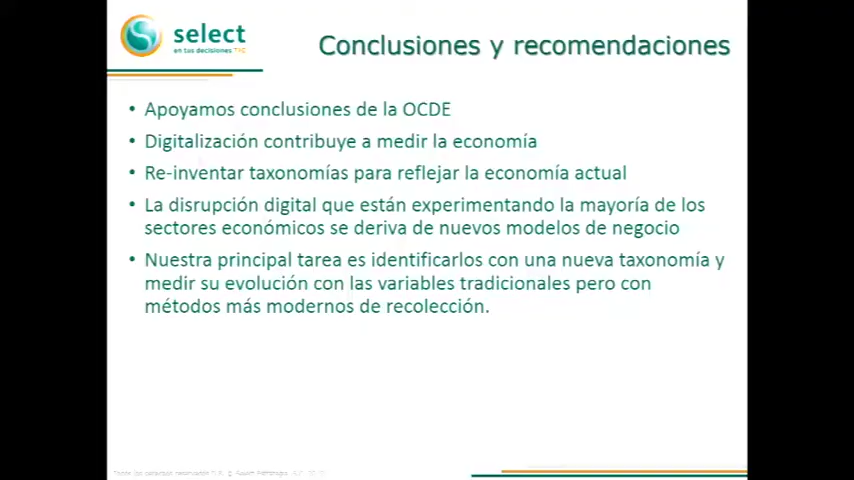 select
en tus decisiones TIC
Conclusiones y recomendaciones
• Apoyamos conclusiones de la OCDE
• Digitalización contribuye a medir la economía
• Re-inventar taxonomías para reflejar la economía actual
• La disrupción digital que están experimentando la mayoría de los
sectores económicos se deriva de nuevos modelos de negocio
• Nuestra principal tarea es identificarlos con una nueva taxonomía y
medir su evolución con las variables tradicionales pero con
métodos más modernos de recolección.